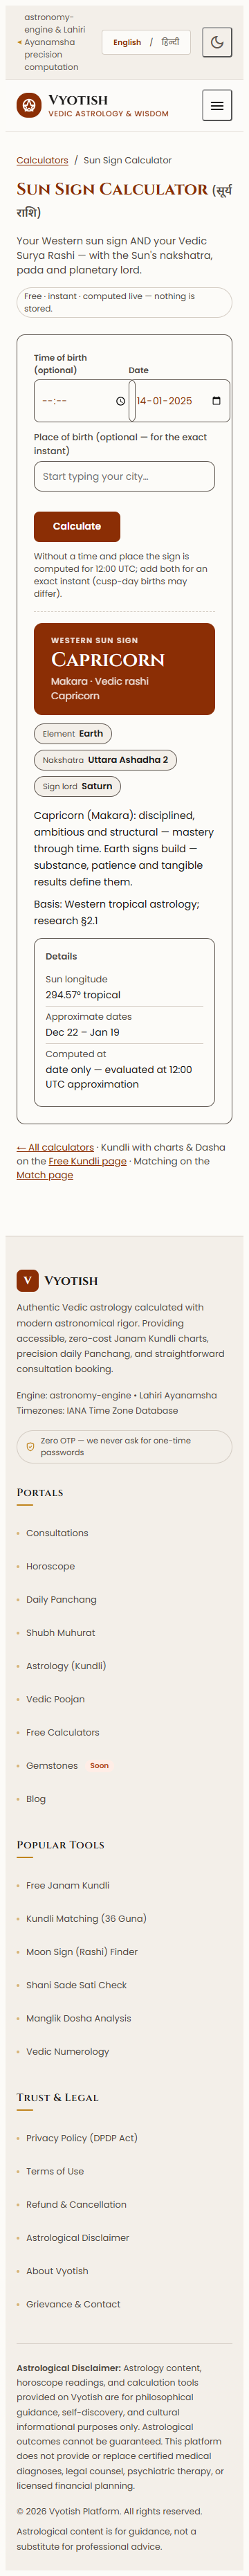 astronomy-
engine & Lahiri
Ayanamsha
precision
computation
English / हिन्दी
Vyotish
VEDIC ASTROLOGY & WISDOM
Calculators / Sun Sign Calculator
Sun Sign Calculator (सूर्य
राशि)
Your Western sun sign AND your Vedic
Surya Rashi — with the Sun's nakshatra,
pada and planetary lord.
Free · instant · computed live — nothing is
stored.
Time of birth
(optional)
Date
--:--
14-01-2025
Place of birth (optional — for the exact
instant)
Start typing your city...
Calculate
Without a time and place the sign is
computed for 12:00 UTC; add both for an
exact instant (cusp-day births may
differ).
WESTERN SUN SIGN
Capricorn
Makara · Vedic rashi
Capricorn
Element Earth
Nakshatra Uttara Ashadha 2
Sign lord Saturn
Capricorn (Makara): disciplined,
ambitious and structural — mastery
through time. Earth signs build —
substance, patience and tangible
results define them.
Basis: Western tropical astrology;
research §2.1
Details
Sun longitude
294.57° tropical
Approximate dates
Dec 22 – Jan 19
Computed at
date only — evaluated at 12:00
UTC approximation
← All calculators · Kundli with charts & Dasha
on the Free Kundli page · Matching on the
Match page
V Vyotish
Authentic Vedic astrology calculated with
modern astronomical rigor. Providing
accessible, zero-cost Janam Kundli charts,
precision daily Panchang, and straightforward
consultation booking.
Engine: astronomy-engine • Lahiri Ayanamsa
Timezones: IANA Time Zone Database
Zero OTP — we never ask for one-time
passwords
Portals
Consultations
Horoscope
Daily Panchang
Shubh Muhurat
Astrology (Kundli)
Vedic Poojan
Free Calculators
Gemstones Soon
Blog
Popular Tools
Free Janam Kundli
Kundli Matching (36 Guna)
Moon Sign (Rashi) Finder
Shani Sade Sati Check
Manglik Dosha Analysis
Vedic Numerology
Trust & Legal
Privacy Policy (DPDP Act)
Terms of Use
Refund & Cancellation
Astrological Disclaimer
About Vyotish
Grievance & Contact
Astrological Disclaimer: Astrology content,
horoscope readings, and calculation tools
provided on Vyotish are for philosophical
guidance, self-discovery, and cultural
informational purposes only. Astrological
outcomes cannot be guaranteed. This platform
does not provide or replace certified medical
diagnoses, legal counsel, psychiatric therapy, or
licensed financial planning.
© 2026 Vyotish Platform. All rights reserved.
Astrological content is for guidance, not a
substitute for professional advice.